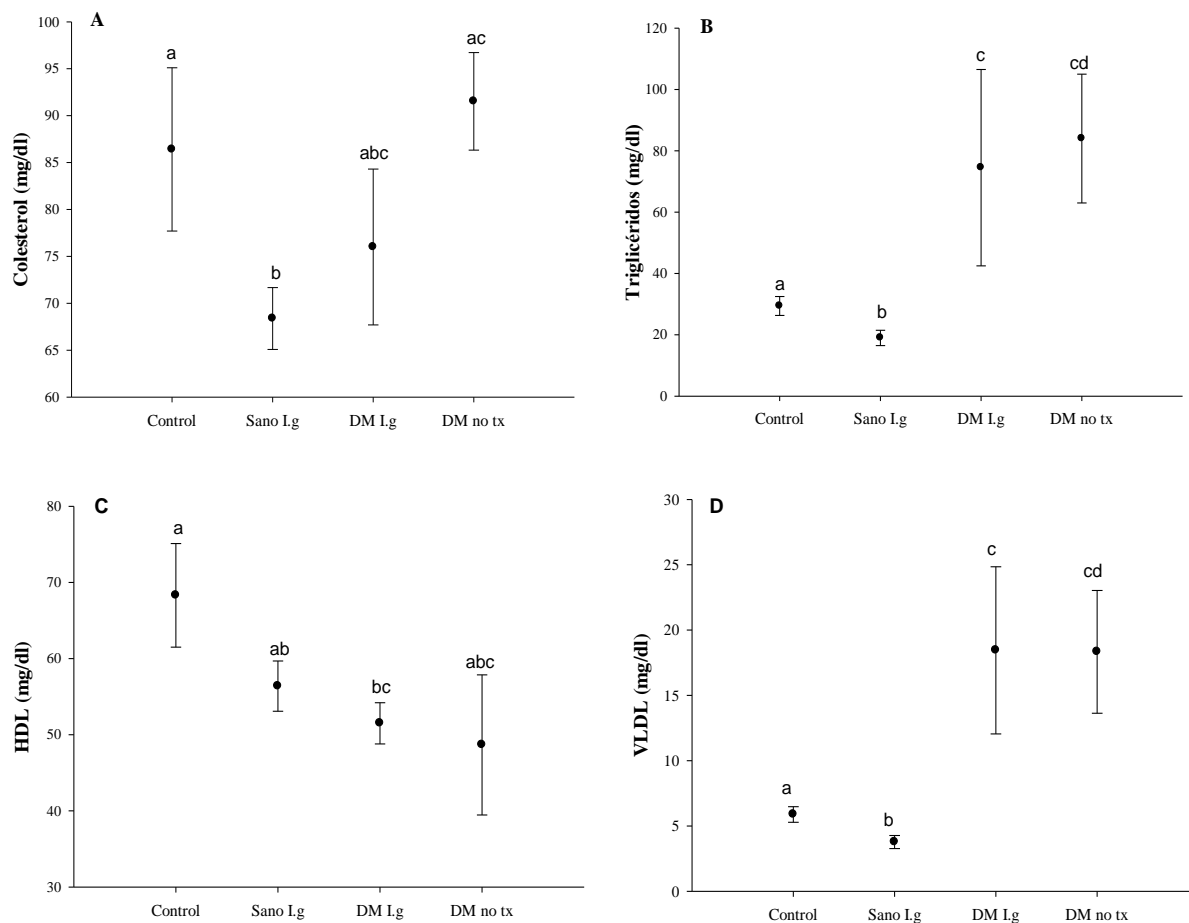 A
Colesterol (mg/dl)
100
95
90
85
80
75
70
65
60
a
b
abc
ac
Control
Sano I.g
DM I.g
DM no tx
B
Triglicéridos (mg/dl)
120
100
80
60
40
20
0
a
b
c
cd
Control
Sano I.g
DM I.g
DM no tx
C
HDL (mg/dl)
80
70
60
50
40
30
a
ab
bc
abc
Control
Sano I.g
DM I.g
DM no tx
D
VLDL (mg/dl)
30
25
20
15
10
5
0
a
b
c
cd
Control
Sano I.g
DM I.g
DM no tx